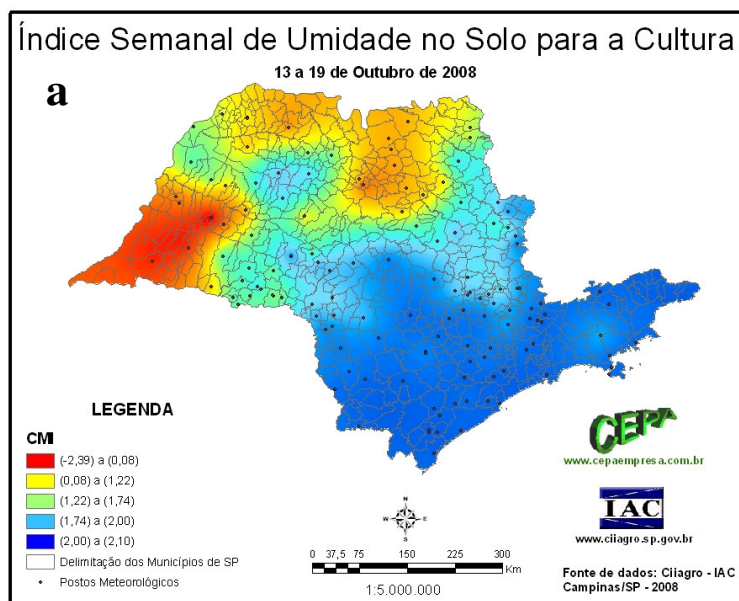 Índice Semanal de Umidade no Solo para a Cultura
13 a 19 de Outubro de 2008
a
LEGENDA
CMI
(-2,39) a (0,08)
(0,08) a (1,22)
(1,22) a (1,74)
(1,74) a (2,00)
(2,00) a (2,10)
Delimitação dos Municípios de SP
Postos Meteorológicos
N
W E
S
0 37,5 75 150 225 300
Km
1:5.000.000
CEPA
www.cepaempresa.com.br
IAC
www.ciiagro.sp.gov.br
Fonte de dados: Ciiagro - IAC
Campinas/SP - 2008